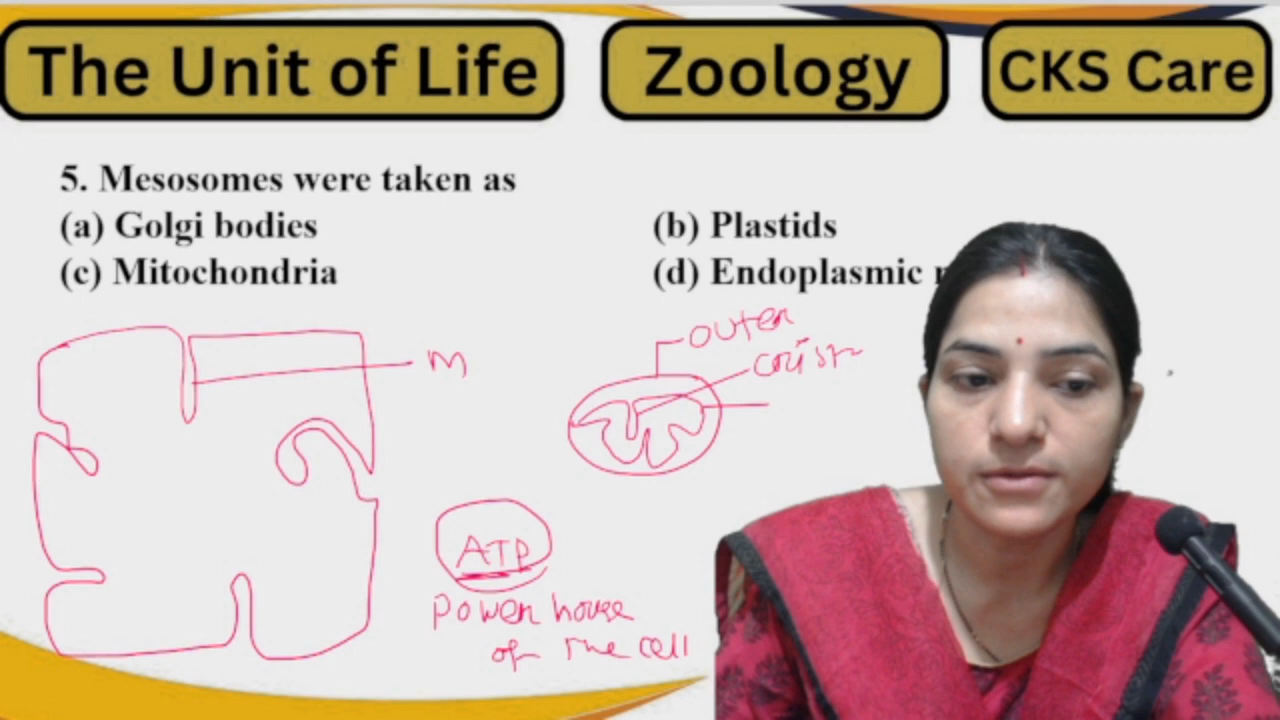 The Unit of Life
Zoology
CKS Care
5. Mesosomes were taken as
(a) Golgi bodies
(b) Plastids
(c) Mitochondria
(d) Endoplasmic
outer
M
ATP
Power house
of the cell